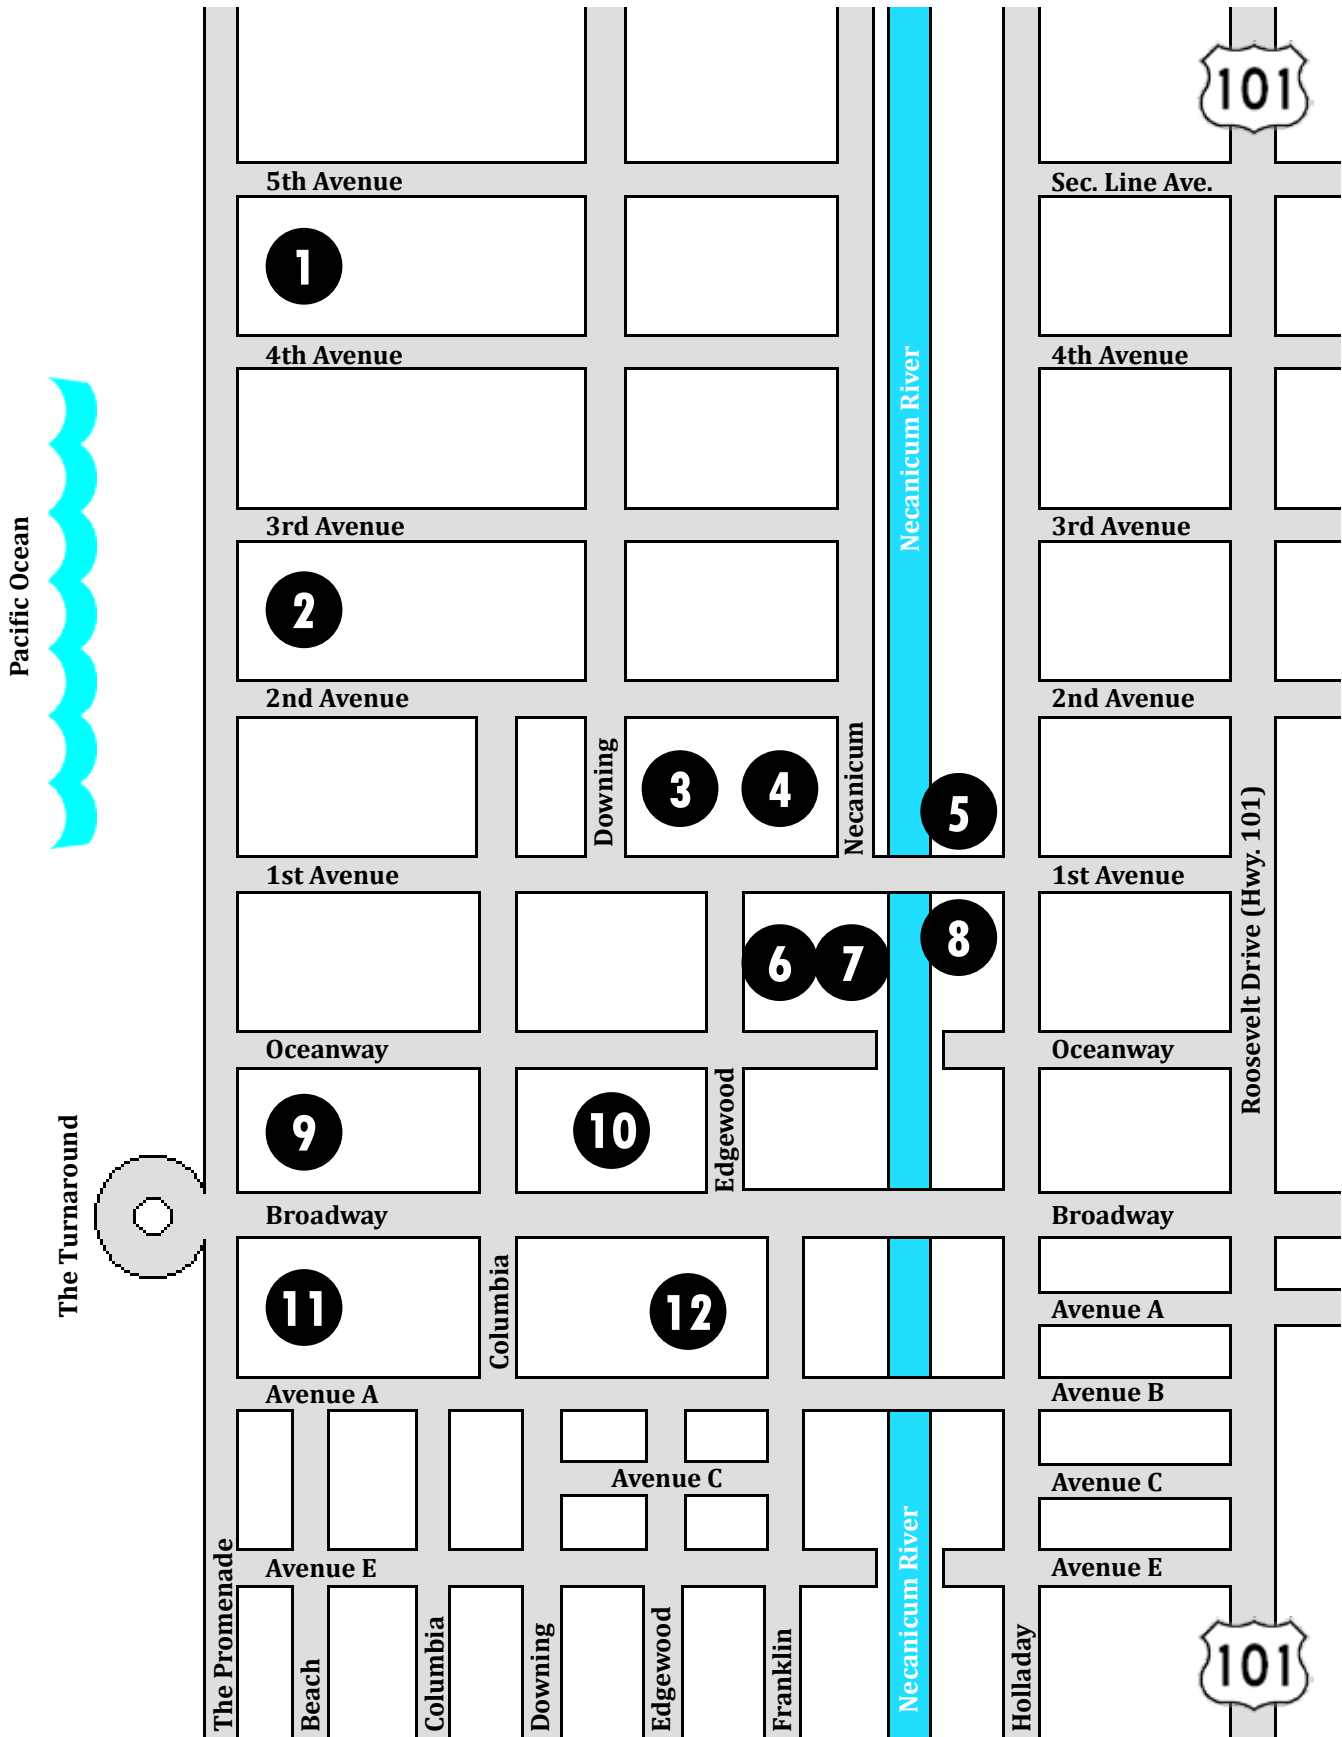 101
5th Avenue
Sec. Line Ave.
1
4th Avenue
4th Avenue
Necanicum River
3rd Avenue
3rd Avenue
Pacific Ocean
2
2nd Avenue
2nd Avenue
Downing
3
4
Necanicum
5
Roosevelt Drive (Hwy. 101)
1st Avenue
1st Avenue
6
7
8
Oceanway
Oceanway
The Turnaround
9
10
Edgewood
Broadway
Broadway
11
Columbia
12
Avenue A
Avenue A
Avenue B
Avenue C
Avenue C
Avenue E
Avenue E
The Promenade
Beach
Columbia
Downing
Edgewood
Franklin
Necanicum River
Holladay
101